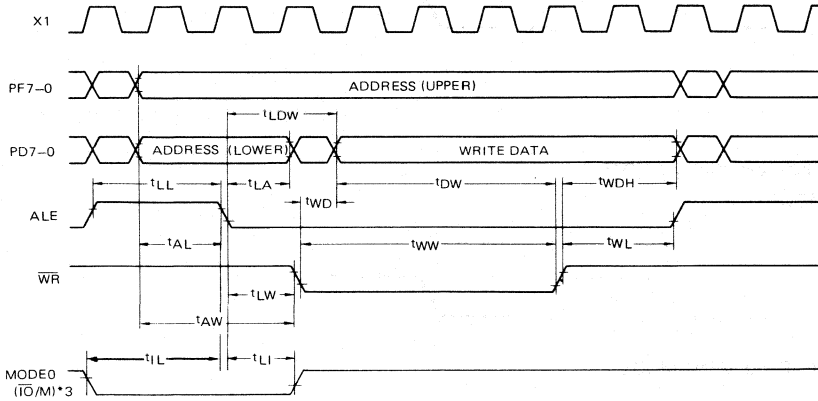 X1
PF7-0
ADDRESS (UPPER)
tLDW
PD7-0
ADDRESS (LOWER)
WRITE DATA
tLL
tLA
tWD
tDW
tWDH
ALE
tAL
tWW
tWL
WR
tLW
tAW
tIL
tLI
MODE0
(IO/M)*3